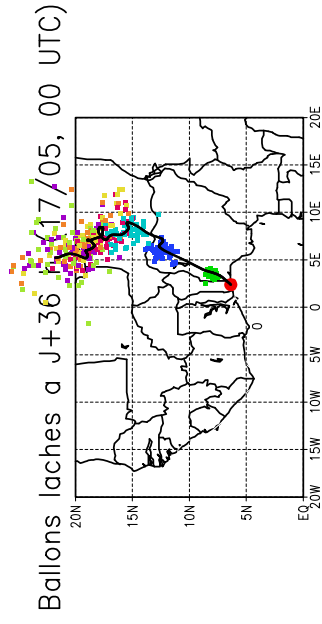 Ballons laches a J+36 (17/05, 00 UTC)
20N
15N
10N
5N
EQ
20W
15W
10W
5W
0
5E
10E
15E
20E
0